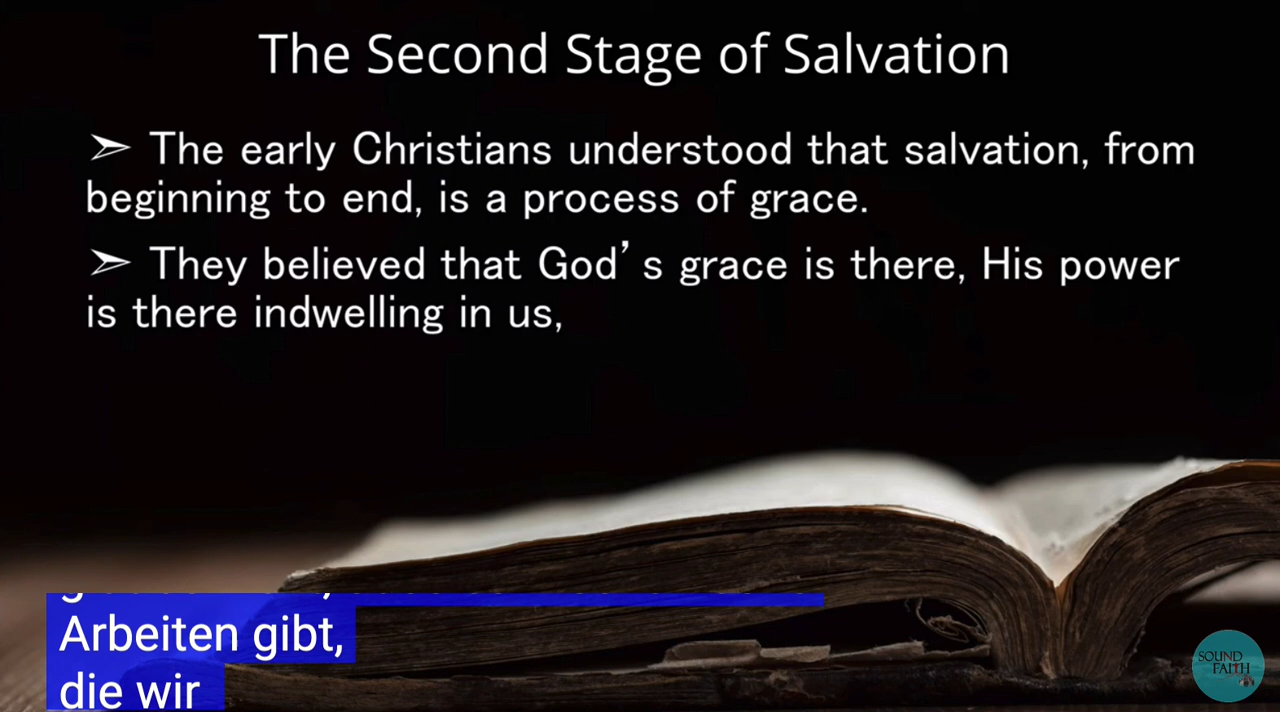 The Second Stage of Salvation
➢ The early Christians understood that salvation, from
beginning to end, is a process of grace.
➢ They believed that God’s grace is there, His power
is there indwelling in us,
Arbeiten gibt,
die wir
SOUND
FAITH